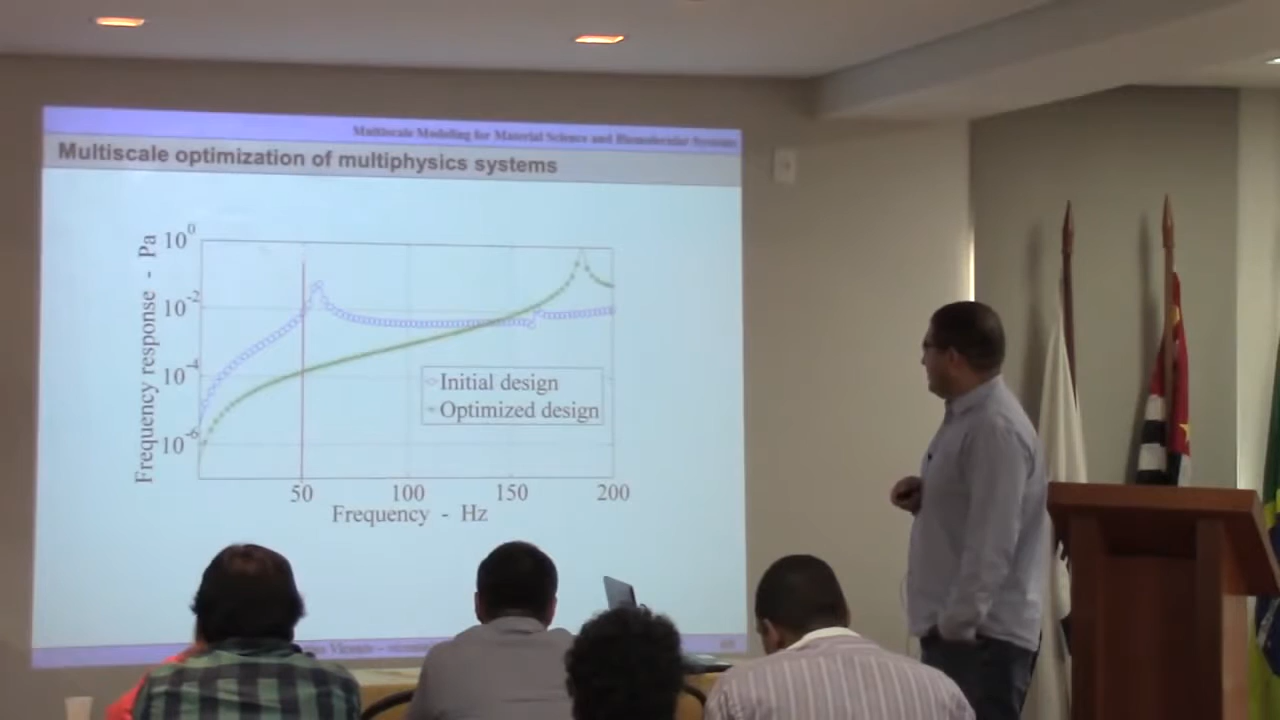 Multiscale Modeling for Material Science and Biomolecular Systems
Multiscale optimization of multiphysics systems
Frequency response - Pa
10^0
10^-2
10^-4
10^-6
Initial design
Optimized design
50 100 150 200
Frequency - Hz